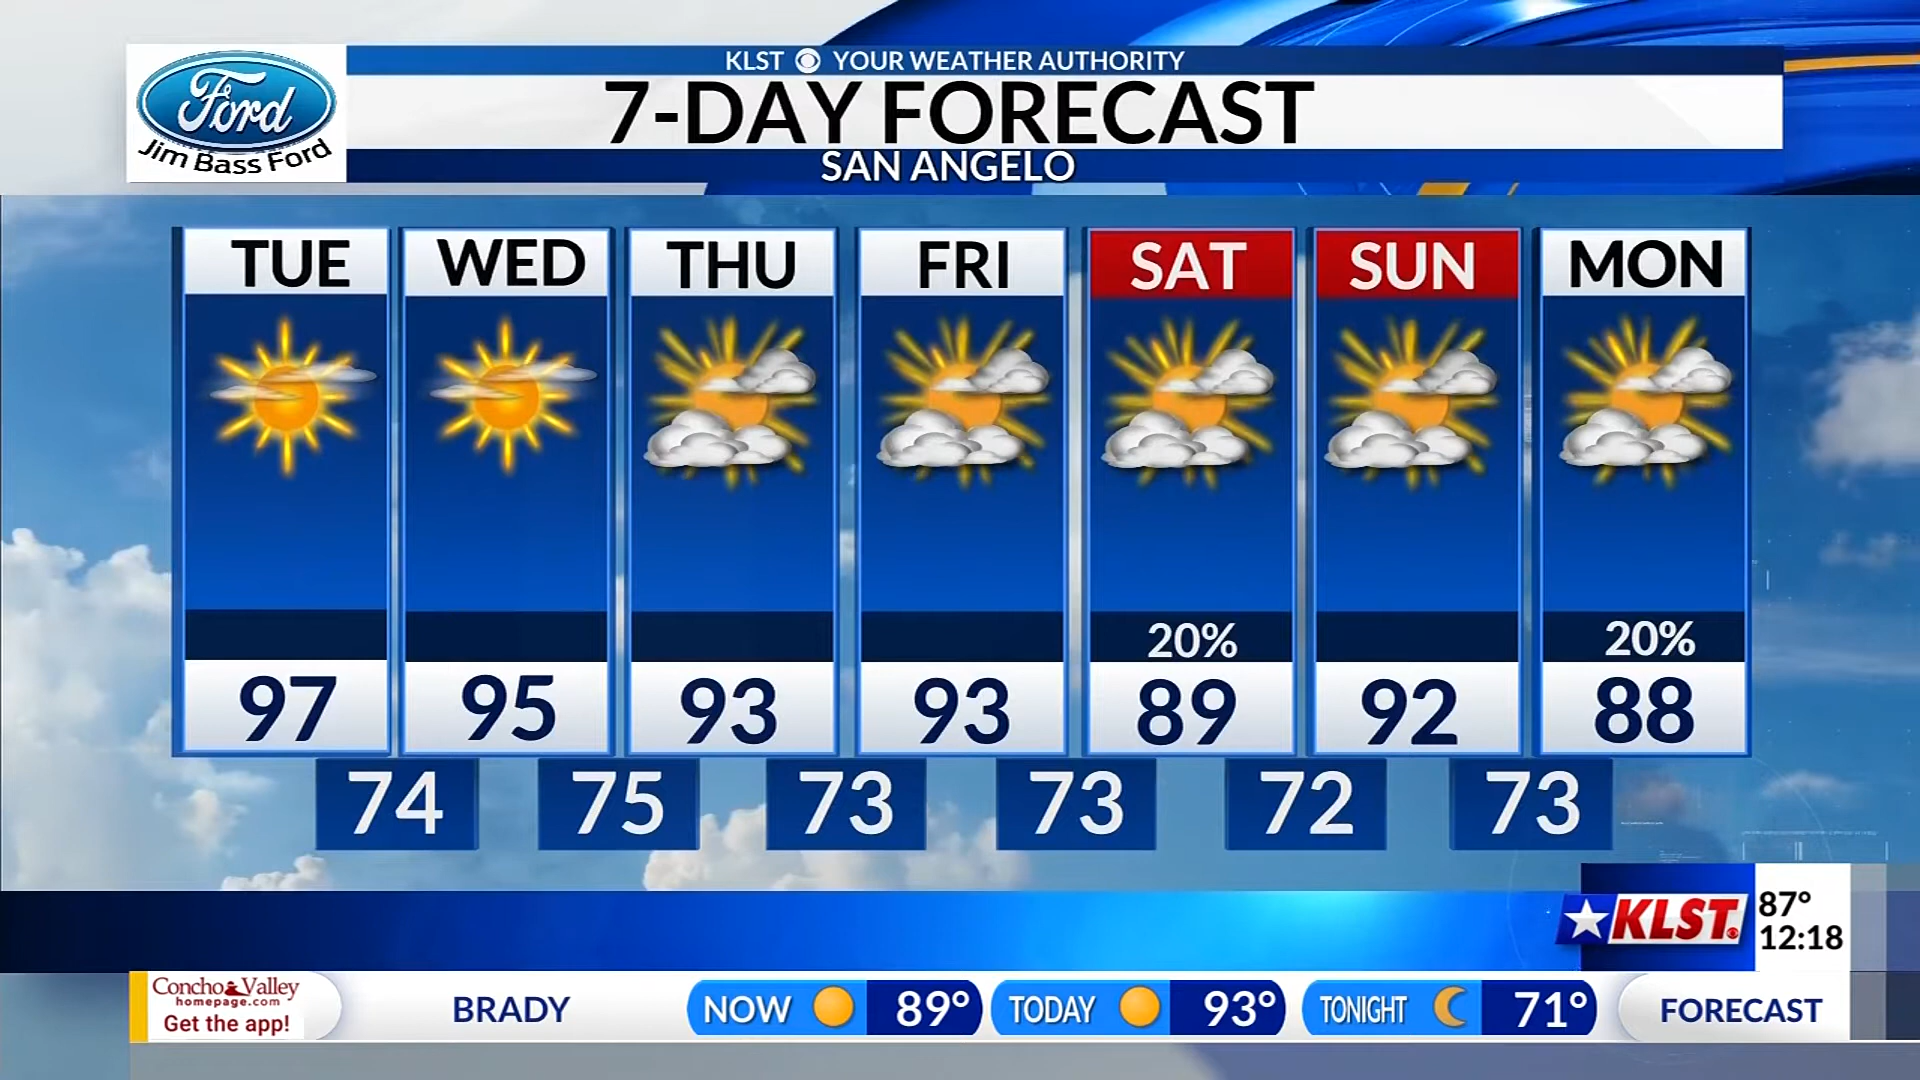 KLST YOUR WEATHER AUTHORITY
Ford
Jim Bass Ford
7-DAY FORECAST
SAN ANGELO
TUE WED THU FRI SAT SUN MON
20% 20%
97 95 93 93 89 92 88
74 75 73 73 72 73
KLST
87°
12:18
Concho Valley
homepage.com
Get the app!
BRADY NOW 89° TODAY 93° TONIGHT 71° FORECAST